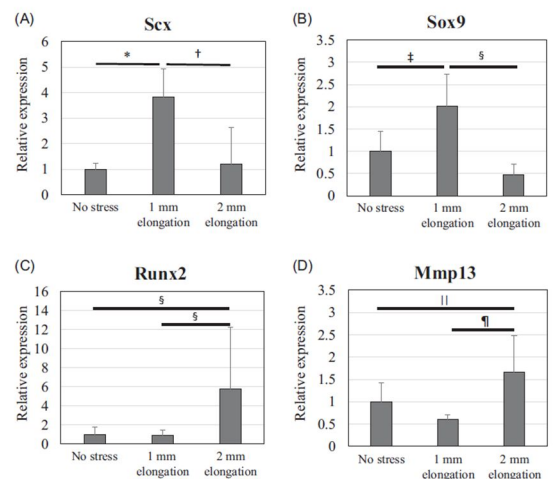 (A)
Scx
Relative expression
6
5
4
3
2
1
0
*
†
No stress
1 mm
elongation
2 mm
elongation
(B)
Sox9
Relative expression
3.5
3
2.5
2
1.5
1
0.5
0
‡
§
No stress
1 mm
elongation
2 mm
elongation
(C)
Runx2
Relative expression
16
14
12
10
8
6
4
2
0
§
§
No stress
1 mm
elongation
2 mm
elongation
(D)
Mmp13
Relative expression
3.5
3
2.5
2
1.5
1
0.5
0
||
¶
No stress
1 mm
elongation
2 mm
elongation